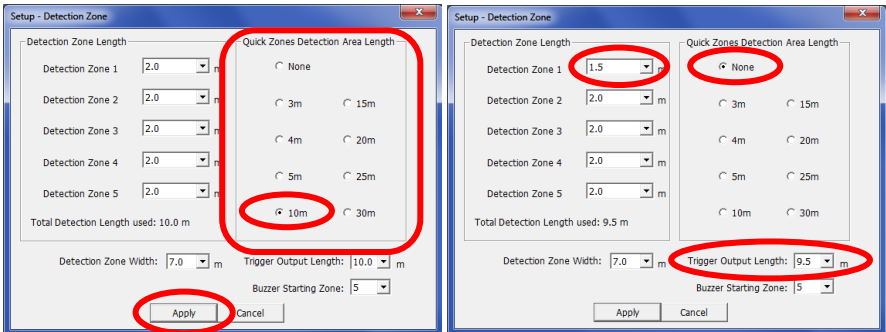 Setup - Detection Zone
Detection Zone Length
Detection Zone 1 2.0 m
Detection Zone 2 2.0 m
Detection Zone 3 2.0 m
Detection Zone 4 2.0 m
Detection Zone 5 2.0 m
Total Detection Length used: 10.0 m
Quick Zones Detection Area Length
None
3m 15m
4m 20m
5m 25m
10m 30m
Detection Zone Width: 7.0 m Trigger Output Length: 10.0 m
Buzzer Starting Zone: 5
Apply Cancel
Setup - Detection Zone
Detection Zone Length
Detection Zone 1 1.5 m
Detection Zone 2 2.0 m
Detection Zone 3 2.0 m
Detection Zone 4 2.0 m
Detection Zone 5 2.0 m
Total Detection Length used: 9.5 m
Quick Zones Detection Area Length
None
3m 15m
4m 20m
5m 25m
10m 30m
Detection Zone Width: 7.0 m Trigger Output Length: 9.5 m
Buzzer Starting Zone: 5
Apply Cancel